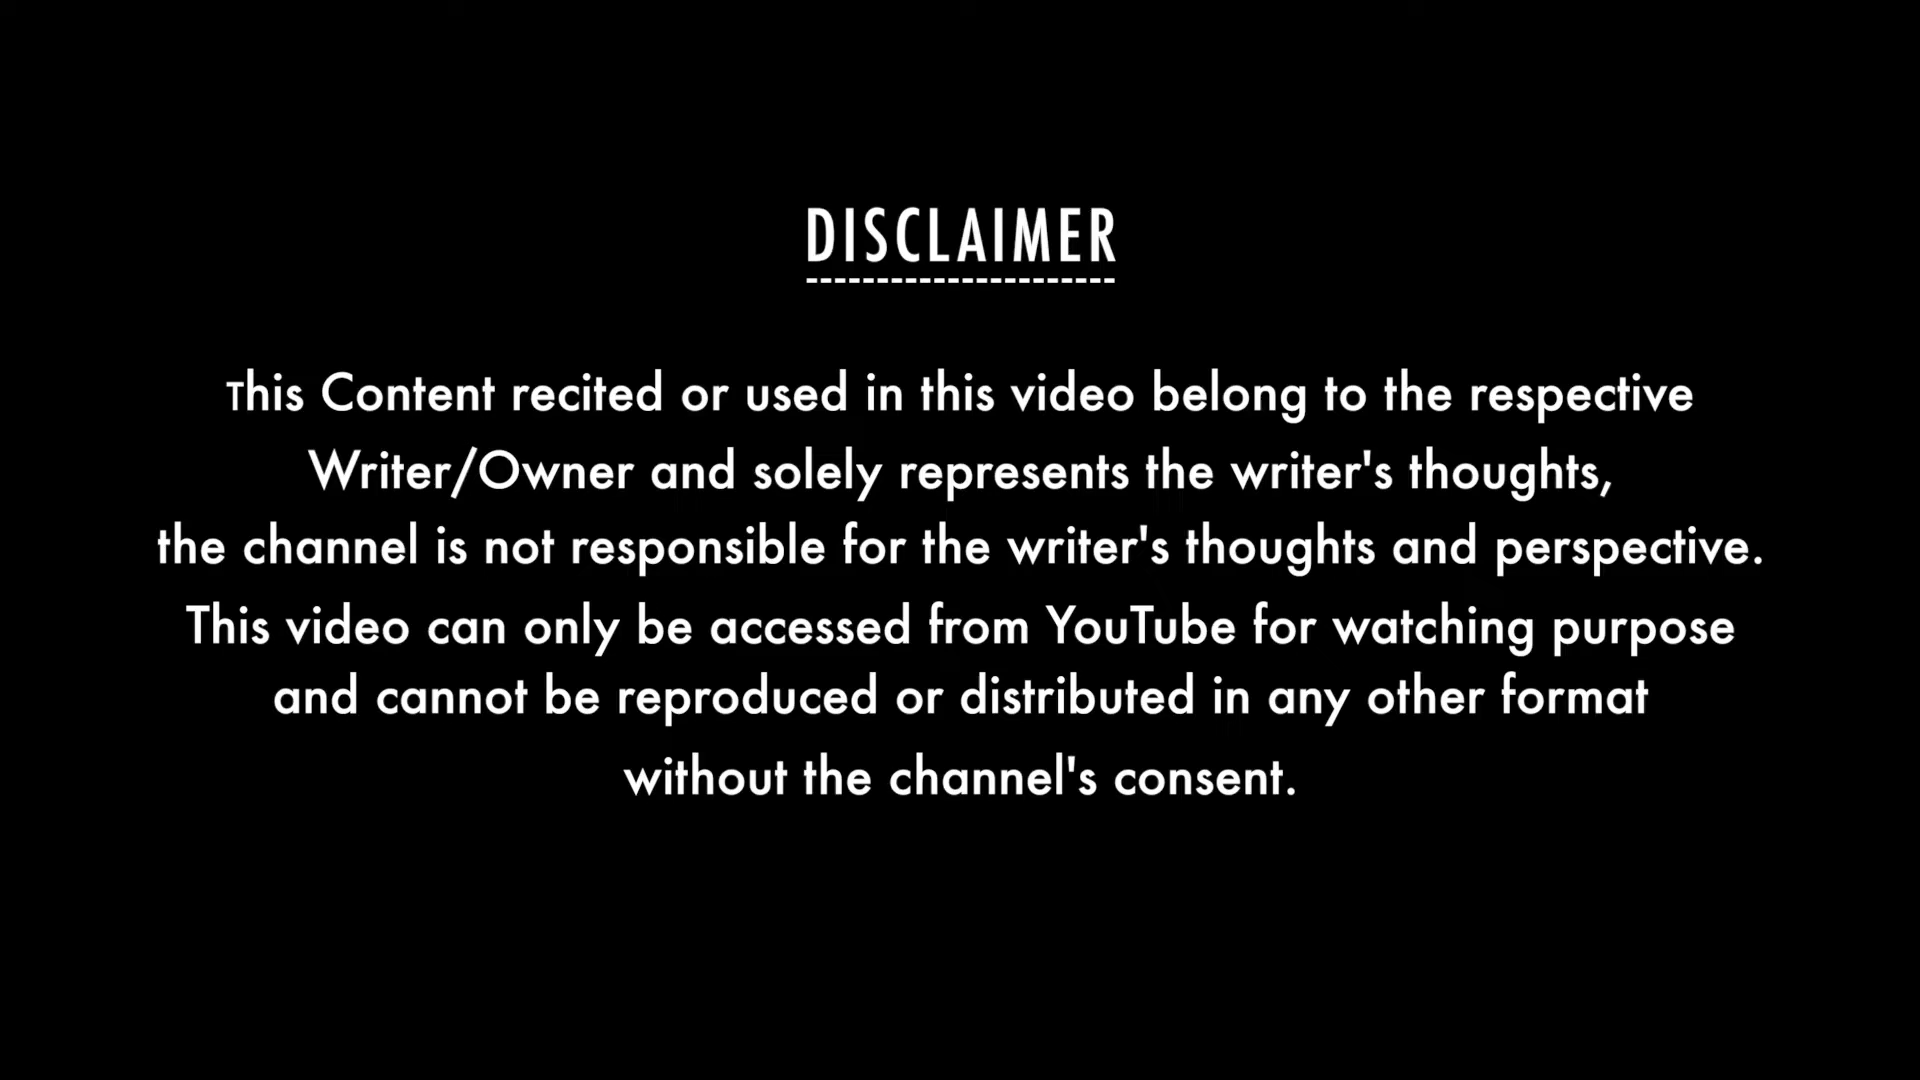 DISCLAIMER
This Content recited or used in this video belong to the respective
Writer/Owner and solely represents the writer's thoughts,
the channel is not responsible for the writer's thoughts and perspective.
This video can only be accessed from YouTube for watching purpose
and cannot be reproduced or distributed in any other format
without the channel's consent.